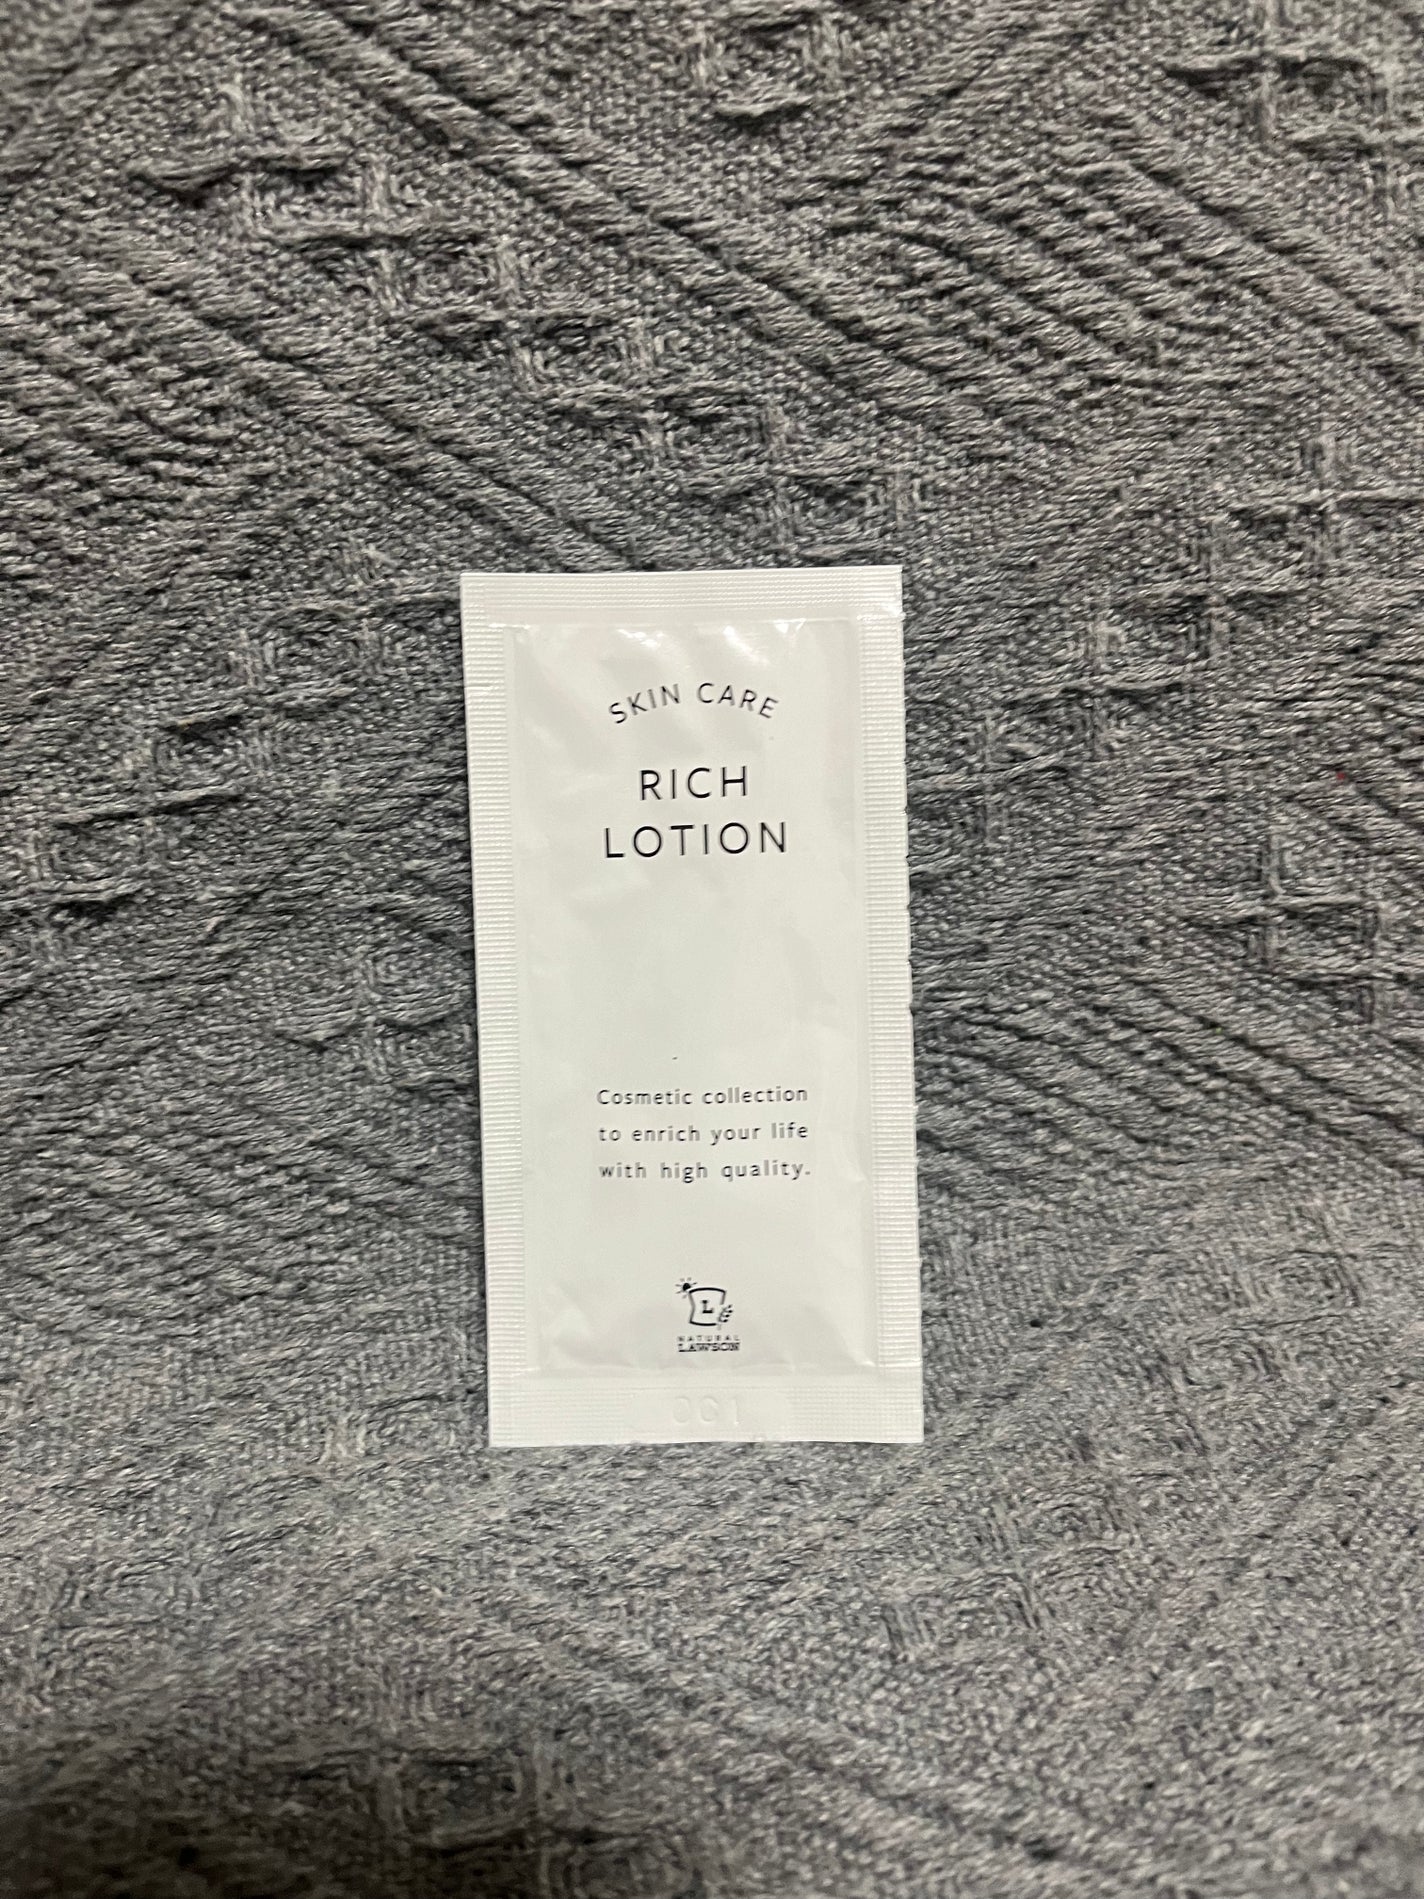 SKIN CARE
RICH
LOTION
Cosmetic collection
to enrich your life
with high quality.
L
NATURAL
LAWSON